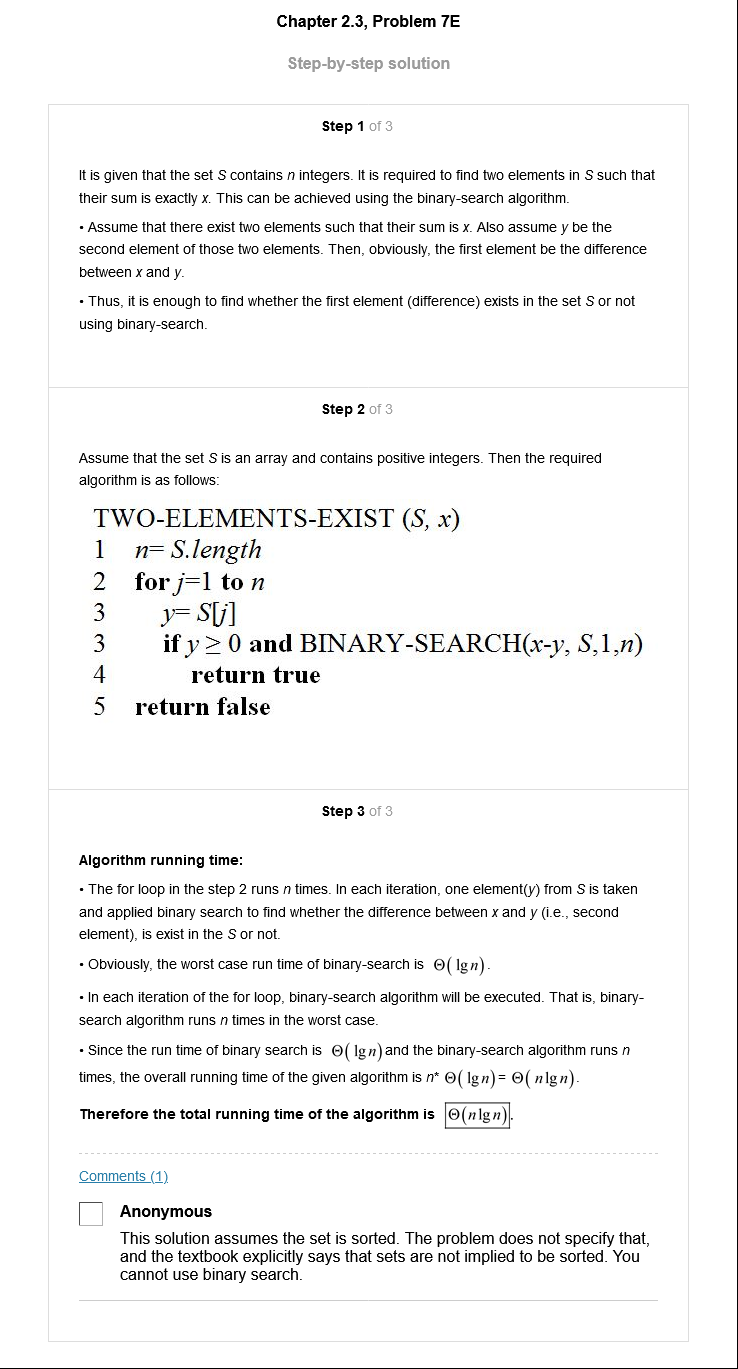 Chapter 2.3, Problem 7E
Step-by-step solution
Step 1 of 3
It is given that the set S contains n integers. It is required to find two elements in S such that
their sum is exactly x. This can be achieved using the binary-search algorithm.
• Assume that there exist two elements such that their sum is x. Also assume y be the
second element of those two elements. Then, obviously, the first element be the difference
between x and y.
• Thus, it is enough to find whether the first element (difference) exists in the set S or not
using binary-search.
Step 2 of 3
Assume that the set S is an array and contains positive integers. Then the required
algorithm is as follows:
TWO-ELEMENTS-EXIST (S, x)
1 n= S.length
2 for j=1 to n
3 y= S[j]
3 if y ≥ 0 and BINARY-SEARCH(x-y, S,1,n)
4 return true
5 return false
Step 3 of 3
Algorithm running time:
• The for loop in the step 2 runs n times. In each iteration, one element(y) from S is taken
and applied binary search to find whether the difference between x and y (i.e., second
element), is exist in the S or not.
• Obviously, the worst case run time of binary-search is Θ( lg n).
• In each iteration of the for loop, binary-search algorithm will be executed. That is, binary-
search algorithm runs n times in the worst case.
• Since the run time of binary search is Θ( lg n) and the binary-search algorithm runs n
times, the overall running time of the given algorithm is n* Θ( lg n)= Θ( n lg n).
Therefore the total running time of the algorithm is Θ(n lg n).
Comments (1)
Anonymous
This solution assumes the set is sorted. The problem does not specify that,
and the textbook explicitly says that sets are not implied to be sorted. You
cannot use binary search.